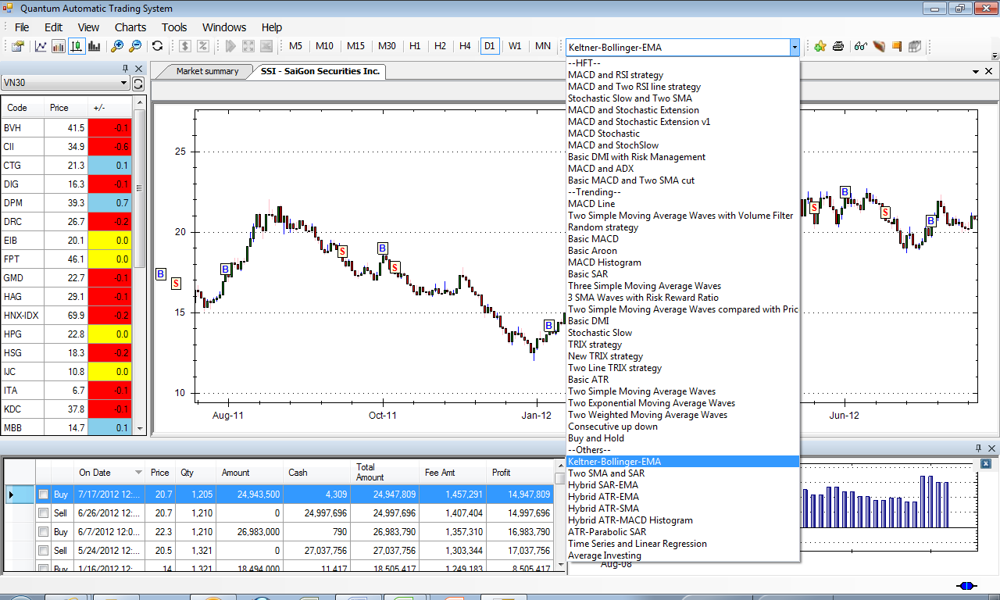 Quantum Automatic Trading System
File Edit View Charts Tools Windows Help
M5 M10 M15 M30 H1 H2 H4 D1 W1 MN Keltner-Bollinger-EMA
VN30
Market summary SSI - SaiGon Securities Inc.
Code Price +/-
BVH 41.5 -0.1
CII 34.9 -0.6
CTG 21.3 0.1
DIG 16.3 -0.1
DPM 39.3 0.7
DRC 26.7 -0.2
EIB 20.1 0.0
FPT 46.1 0.0
GMD 22.7 -0.1
HAG 29.1 -0.1
HNX-IDX 69.9 -0.2
HPG 22.8 0.0
HSG 18.3 -0.2
IJC 10.8 0.0
ITA 6.7 -0.1
KDC 37.8 -0.1
MBB 14.7 0.1
25
20
15
10
B S B S B S B S B S B
Aug-11 Oct-11 Jan-12 Jun-12
--HFT--
MACD and RSI strategy
MACD and Two RSI line strategy
Stochastic Slow and Two SMA
MACD and Stochastic Extension
MACD and Stochastic Extension v1
MACD Stochastic
MACD and StochSlow
Basic DMI with Risk Management
MACD and ADX
Basic MACD and Two SMA cut
--Trending--
MACD Line
Two Simple Moving Average Waves with Volume Filter
Random strategy
Basic MACD
Basic Aroon
MACD Histogram
Basic SAR
Three Simple Moving Average Waves
3 SMA Waves with Risk Reward Ratio
Two Simple Moving Average Waves compared with Pric
Basic DMI
Stochastic Slow
TRIX strategy
New TRIX strategy
Two Line TRIX strategy
Basic ATR
Two Simple Moving Average Waves
Two Exponential Moving Average Waves
Two Weighted Moving Average Waves
Consecutive up down
Buy and Hold
--Others--
Keltner-Bollinger-EMA
Two SMA and SAR
Hybrid SAR-EMA
Hybrid ATR-EMA
Hybrid ATR-SMA
Hybrid ATR-MACD Histogram
ATR-Parabolic SAR
Time Series and Linear Regression
Average Investing
On Date Price Qty Amount Cash Total Amount Fee Amt Profit
Buy 7/17/2012 12:... 20.7 1,205 24,943,500 4,309 24,947,809 1,457,291 14,947,809
Sell 6/26/2012 12:... 20.7 1,210 0 24,997,696 24,997,696 1,407,404 14,997,696
Buy 6/7/2012 12:0... 22.3 1,210 26,983,000 790 26,983,790 1,357,310 16,983,790
Sell 5/24/2012 12:... 20.5 1,321 0 27,037,756 27,037,756 1,303,344 17,037,756
Buy 1/16/2012 12:... 14 1,321 18,494,000 11,417 18,505,417 1,249,183 8,505,417
Aug-08